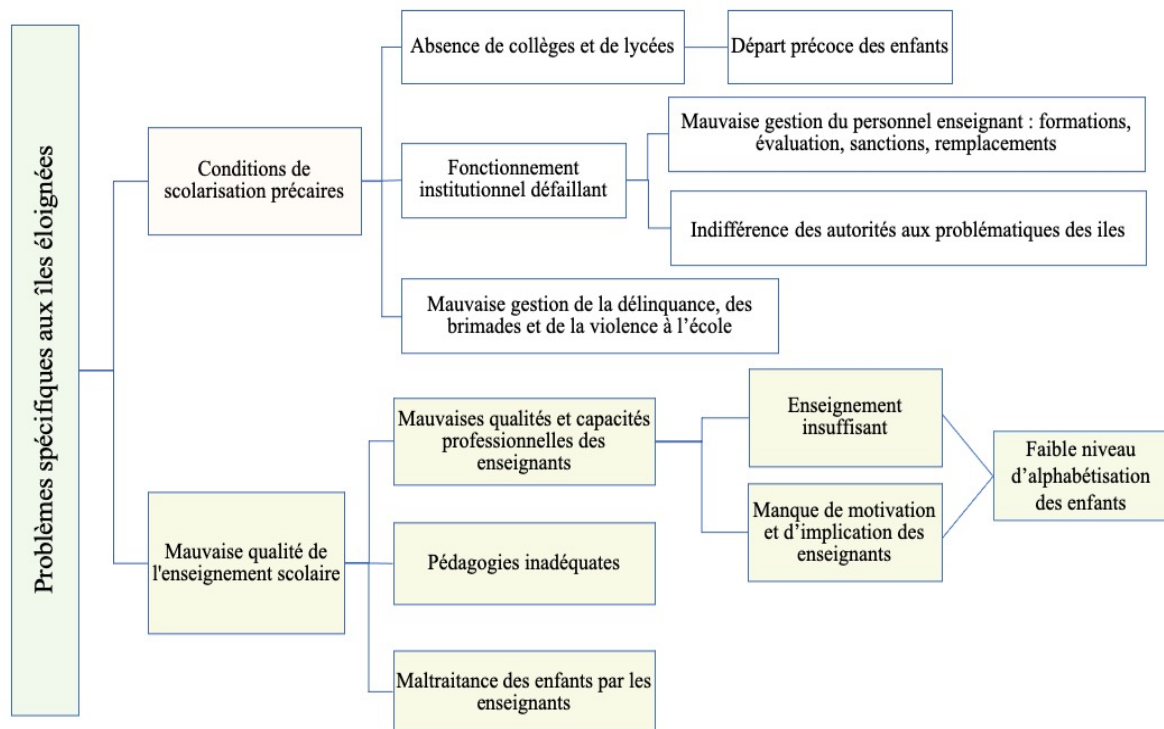 Problèmes spécifiques aux îles éloignées
Conditions de
scolarisation précaires
Absence de collèges et de lycées
Départ précoce des enfants
Fonctionnement
institutionnel défaillant
Mauvaise gestion du personnel enseignant : formations,
évaluation, sanctions, remplacements
Indifférence des autorités aux problématiques des iles
Mauvaise gestion de la délinquance, des
brimades et de la violence à l’école
Mauvaise qualité de
l'enseignement scolaire
Mauvaises qualités et capacités
professionnelles des
enseignants
Enseignement
insuffisant
Manque de motivation
et d’implication des
enseignants
Faible niveau
d’alphabétisation
des enfants
Pédagogies inadéquates
Maltraitance des enfants par les
enseignants